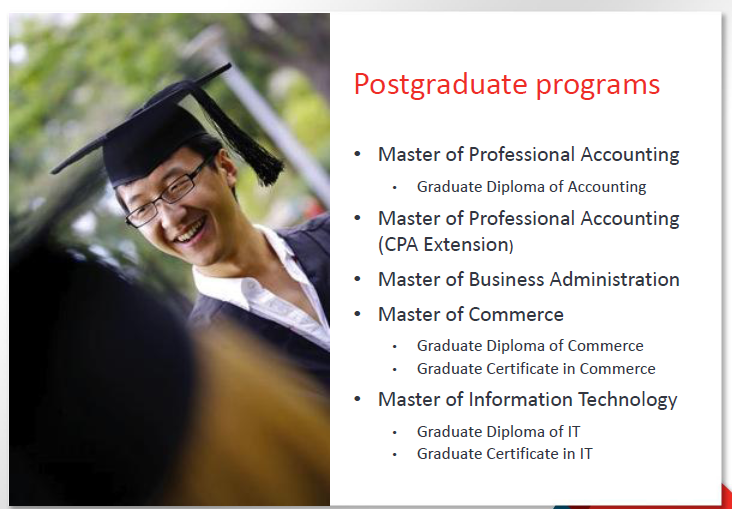 Postgraduate programs
• Master of Professional Accounting
• Graduate Diploma of Accounting
• Master of Professional Accounting
(CPA Extension)
• Master of Business Administration
• Master of Commerce
• Graduate Diploma of Commerce
• Graduate Certificate in Commerce
• Master of Information Technology
• Graduate Diploma of IT
• Graduate Certificate in IT